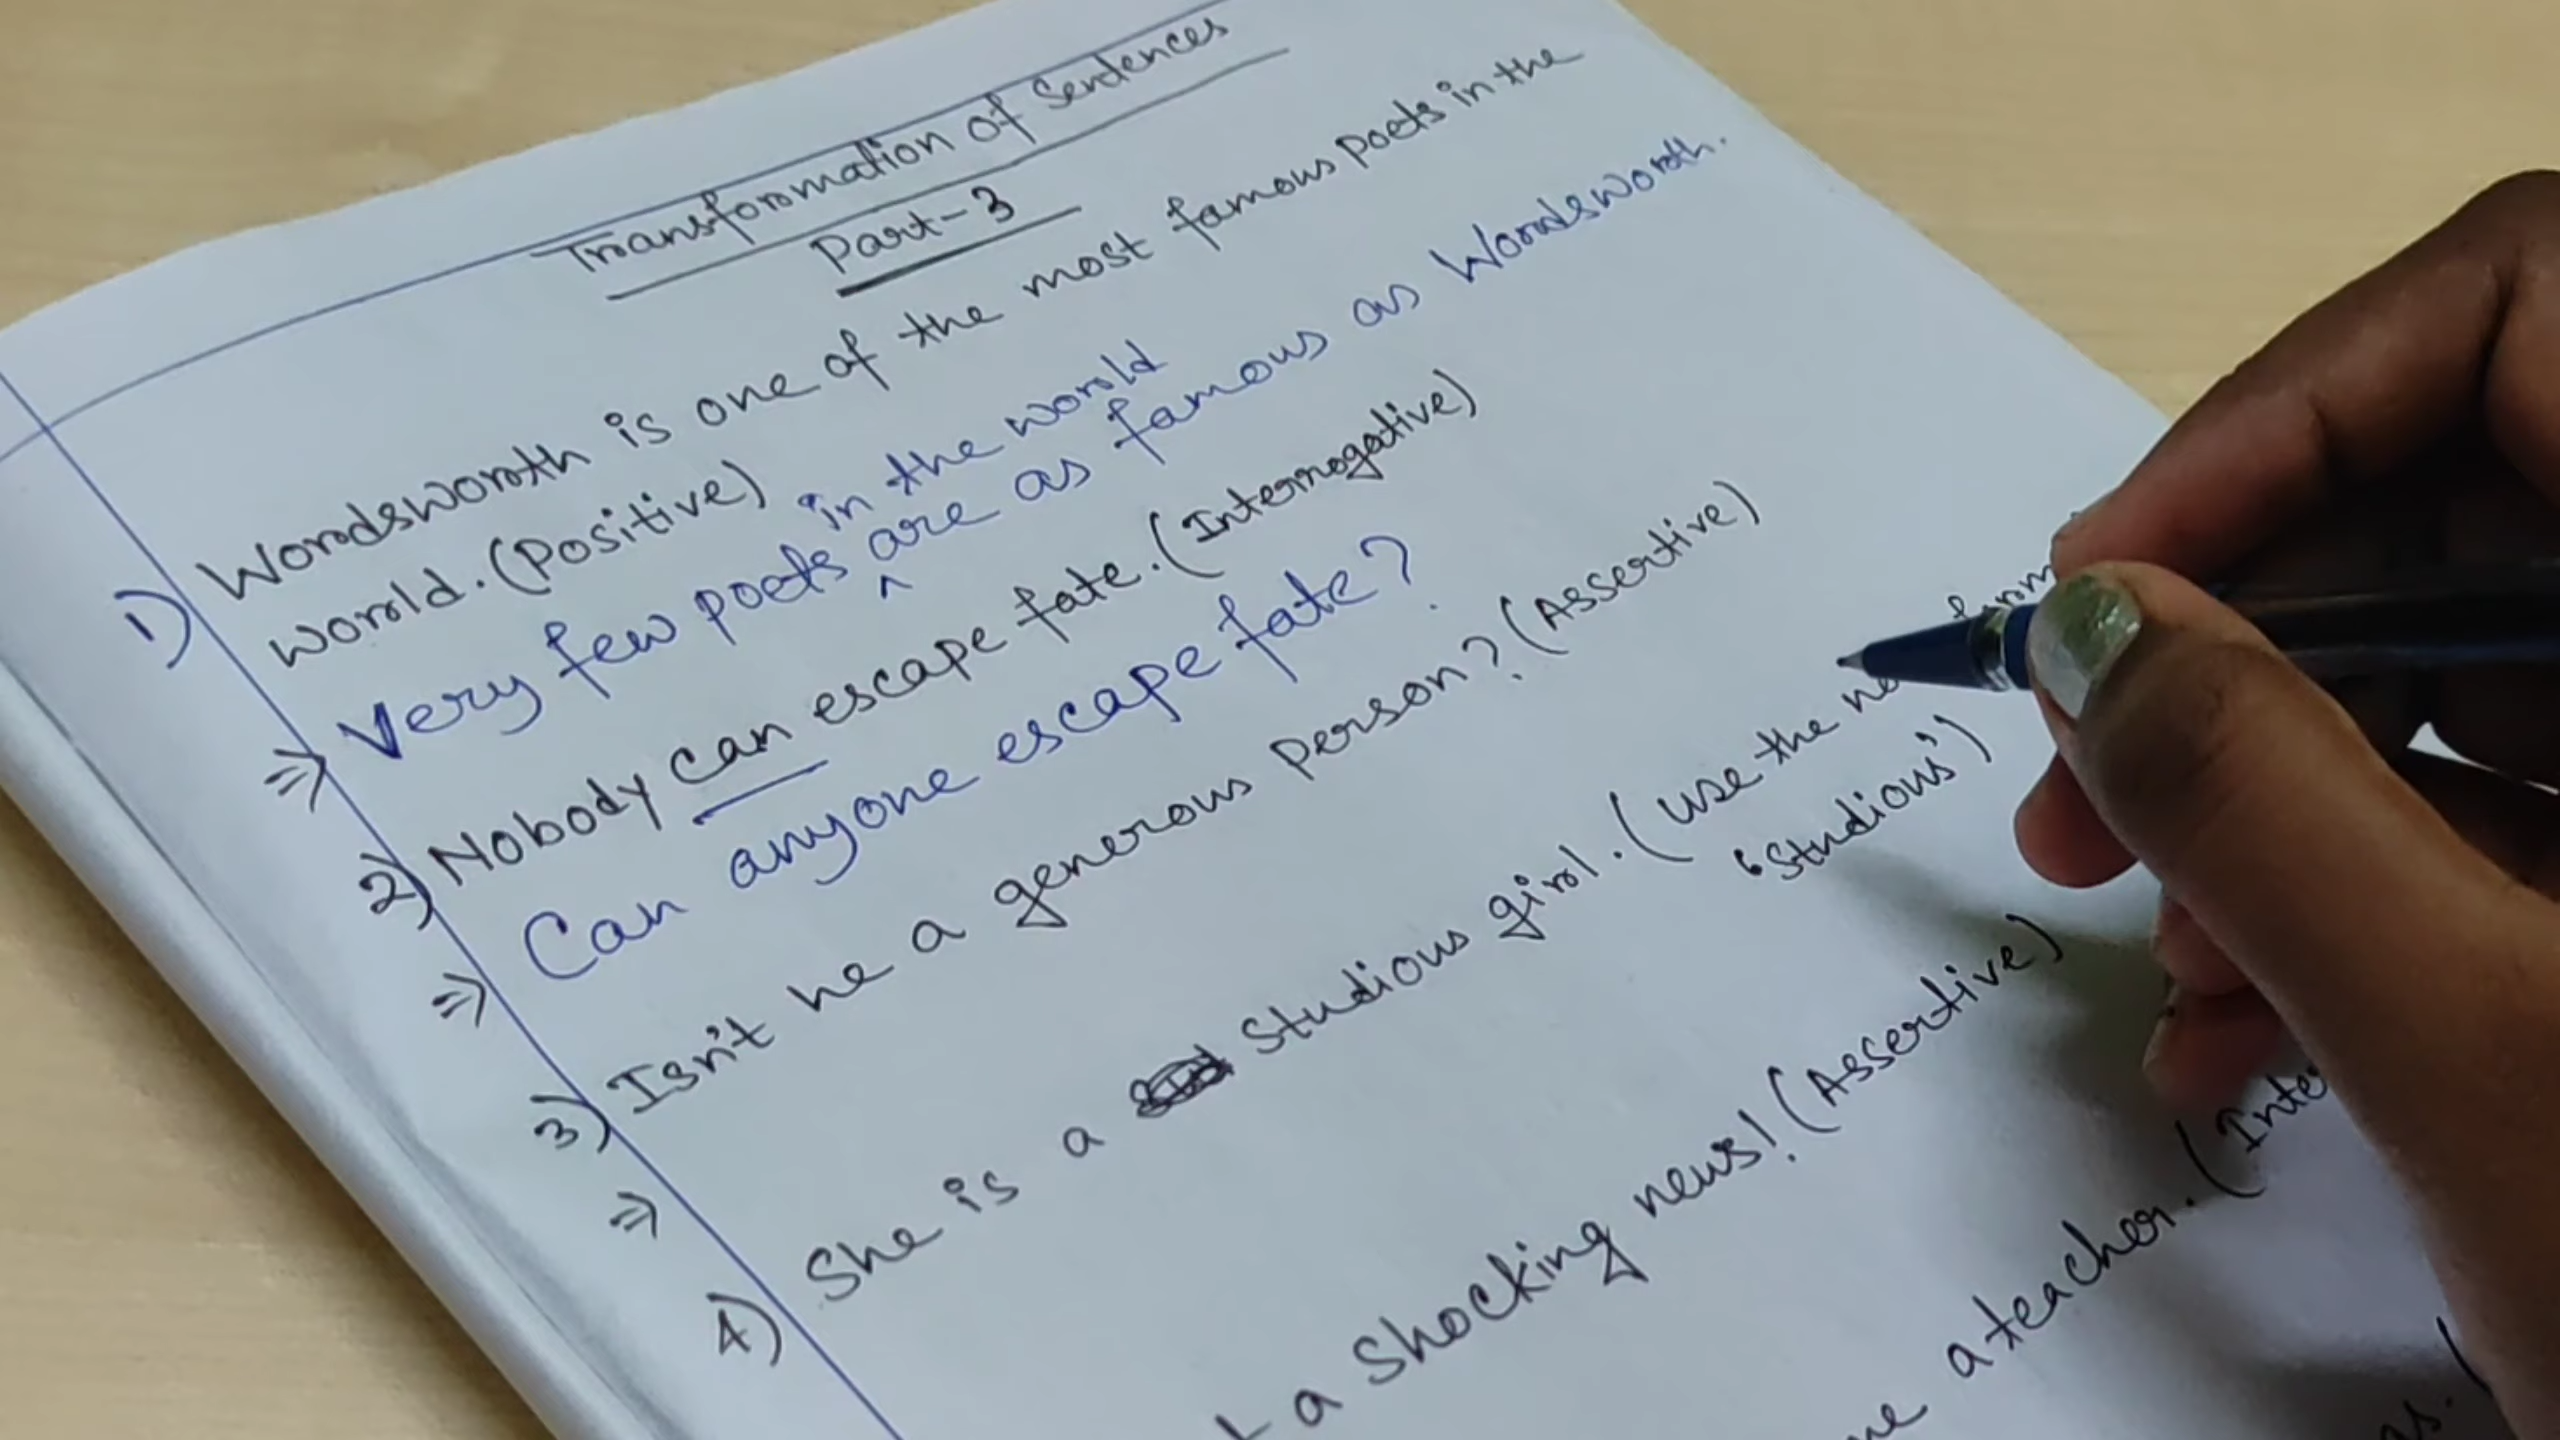 Transformation of Sentences
Part-3
1) Wordsworth is one of the most famous poets in the
world. (Positive)
in the world
⇒ Very few poets ^ are as famous as Wordsworth.
2) Nobody can escape fate. (Interrogative)
⇒ Can anyone escape fate?
3) Isn't he a generous person? (Assertive)
⇒
4) She is a studious girl. (Use the
'studious')
a shocking news! (Assertive)
a teacher. (Inte